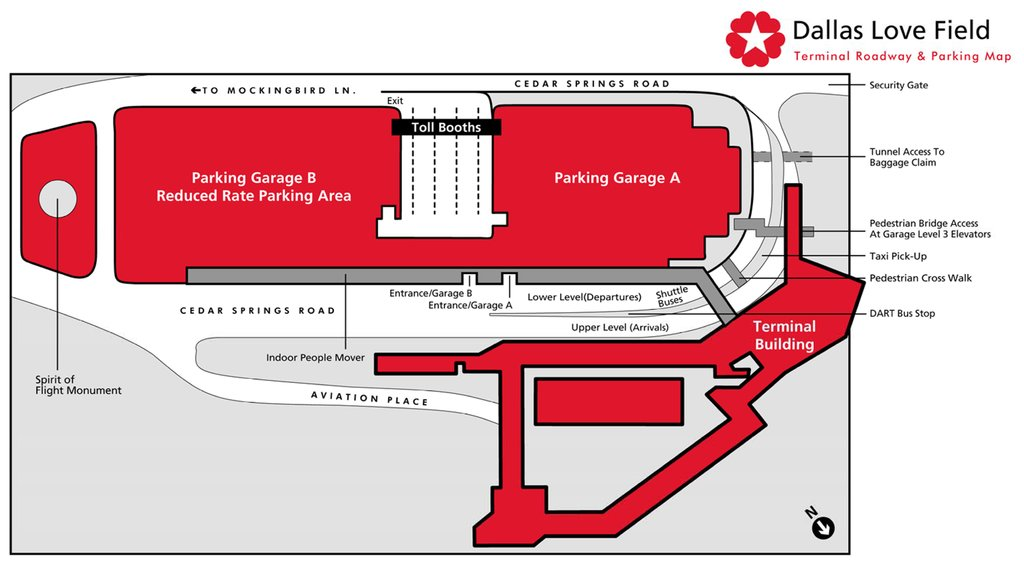 Dallas Love Field
Terminal Roadway & Parking Map
CEDAR SPRINGS ROAD
Security Gate
←TO MOCKINGBIRD LN.
Exit
Toll Booths
Tunnel Access To
Baggage Claim
Parking Garage B
Reduced Rate Parking Area
Parking Garage A
Pedestrian Bridge Access
At Garage Level 3 Elevators
Taxi Pick-Up
Pedestrian Cross Walk
Entrance/Garage B
Entrance/Garage A
Lower Level(Departures)
Shuttle
Buses
CEDAR SPRINGS ROAD
DART Bus Stop
Upper Level (Arrivals)
Terminal
Building
Indoor People Mover
Spirit of
Flight Monument
AVIATION PLACE
N